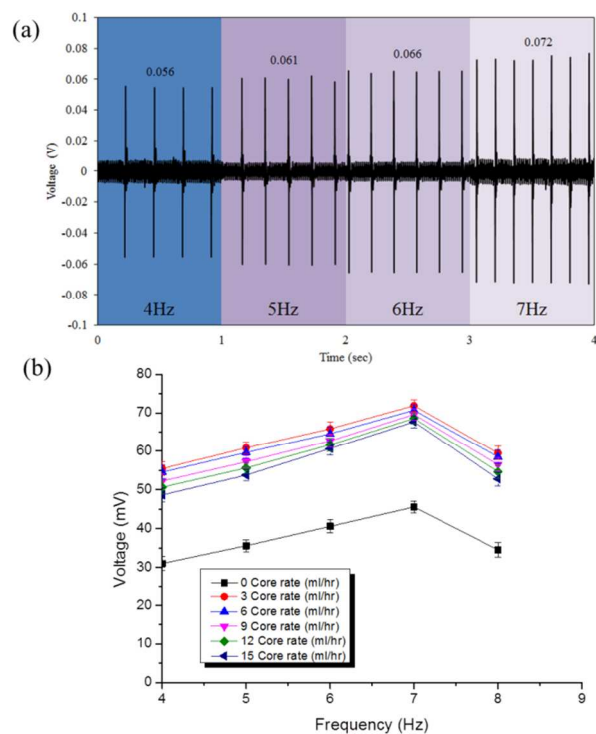 (a)
0.1
0.08
0.06
0.04
0.02
0
-0.02
-0.04
-0.06
-0.08
-0.1
Voltage (V)
0.056
0.061
0.066
0.072
4Hz
5Hz
6Hz
7Hz
0
1
2
3
4
Time (sec)
(b)
80
70
60
50
40
30
20
10
0
Voltage (mV)
0 Core rate (ml/hr)
3 Core rate (ml/hr)
6 Core rate (ml/hr)
9 Core rate (ml/hr)
12 Core rate (ml/hr)
15 Core rate (ml/hr)
4
5
6
7
8
9
Frequency (Hz)